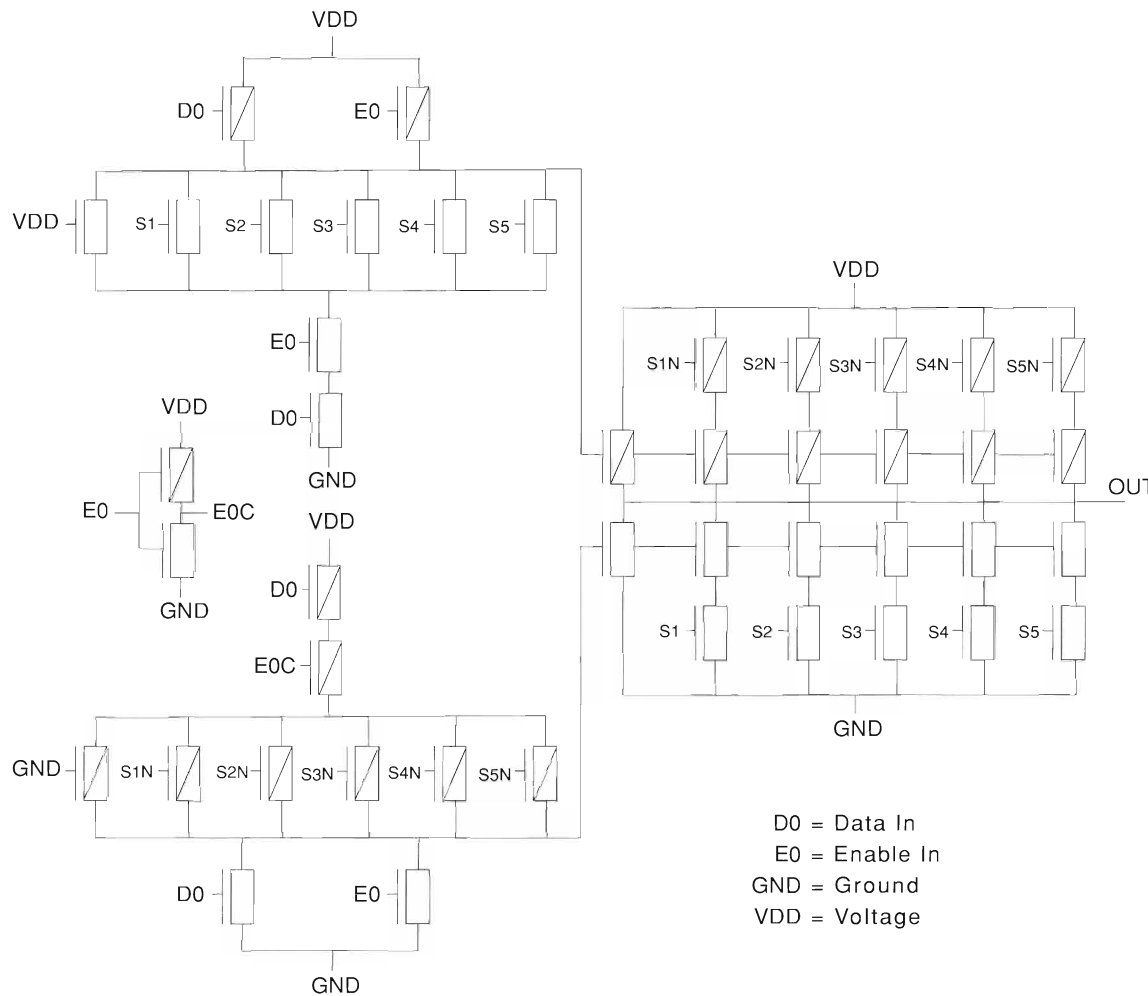 VDD
D0 E0
VDD S1 S2 S3 S4 S5
VDD
E0
S1N S2N S3N S4N S5N
D0
VDD
GND
OUT
E0 E0C
VDD
GND
D0
S1 S2 S3 S4 S5
E0C
GND
GND S1N S2N S3N S4N S5N
D0 = Data In
E0 = Enable In
D0 E0
GND = Ground
VDD = Voltage
GND